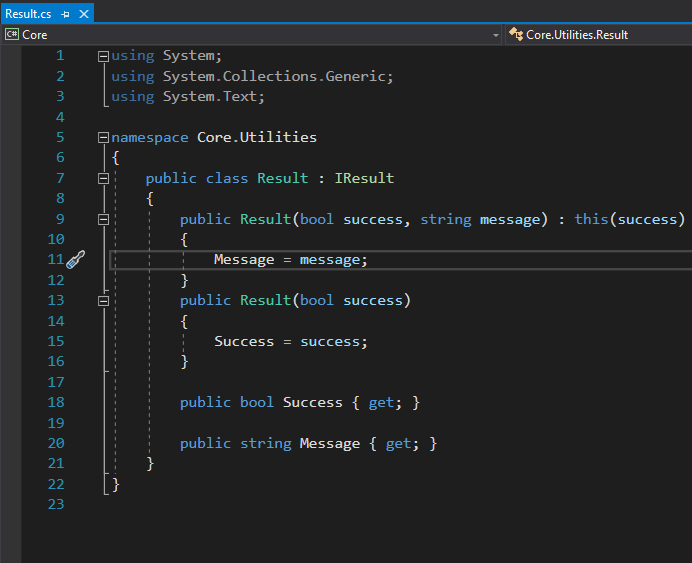 Result.cs
C# Core Core.Utilities.Result
1 using System;
2 using System.Collections.Generic;
3 using System.Text;
4
5 namespace Core.Utilities
6 {
7     public class Result : IResult
8     {
9         public Result(bool success, string message) : this(success)
10         {
11             Message = message;
12         }
13         public Result(bool success)
14         {
15             Success = success;
16         }
17
18         public bool Success { get; }
19
20         public string Message { get; }
21     }
22 }
23